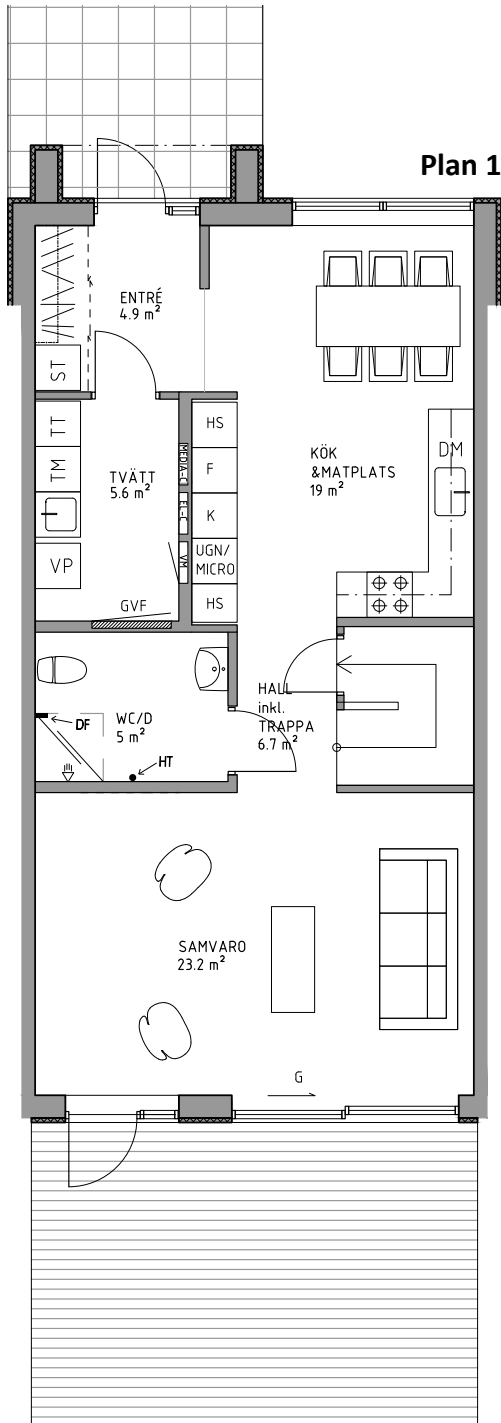 Plan 1
ENTRÉ
4.9 m²
ST
TT
TM
TVÄTT
5.6 m²
MEDIA-C
EL-C
VM
HS
F
K
UGN/
MICRO
HS
KÖK
&MATPLATS
19 m²
DM
VP
GVF
HALL
inkl.
TRAPPA
6.7 m²
WC/D
5 m²
DF
HT
SAMVARO
23.2 m²
G